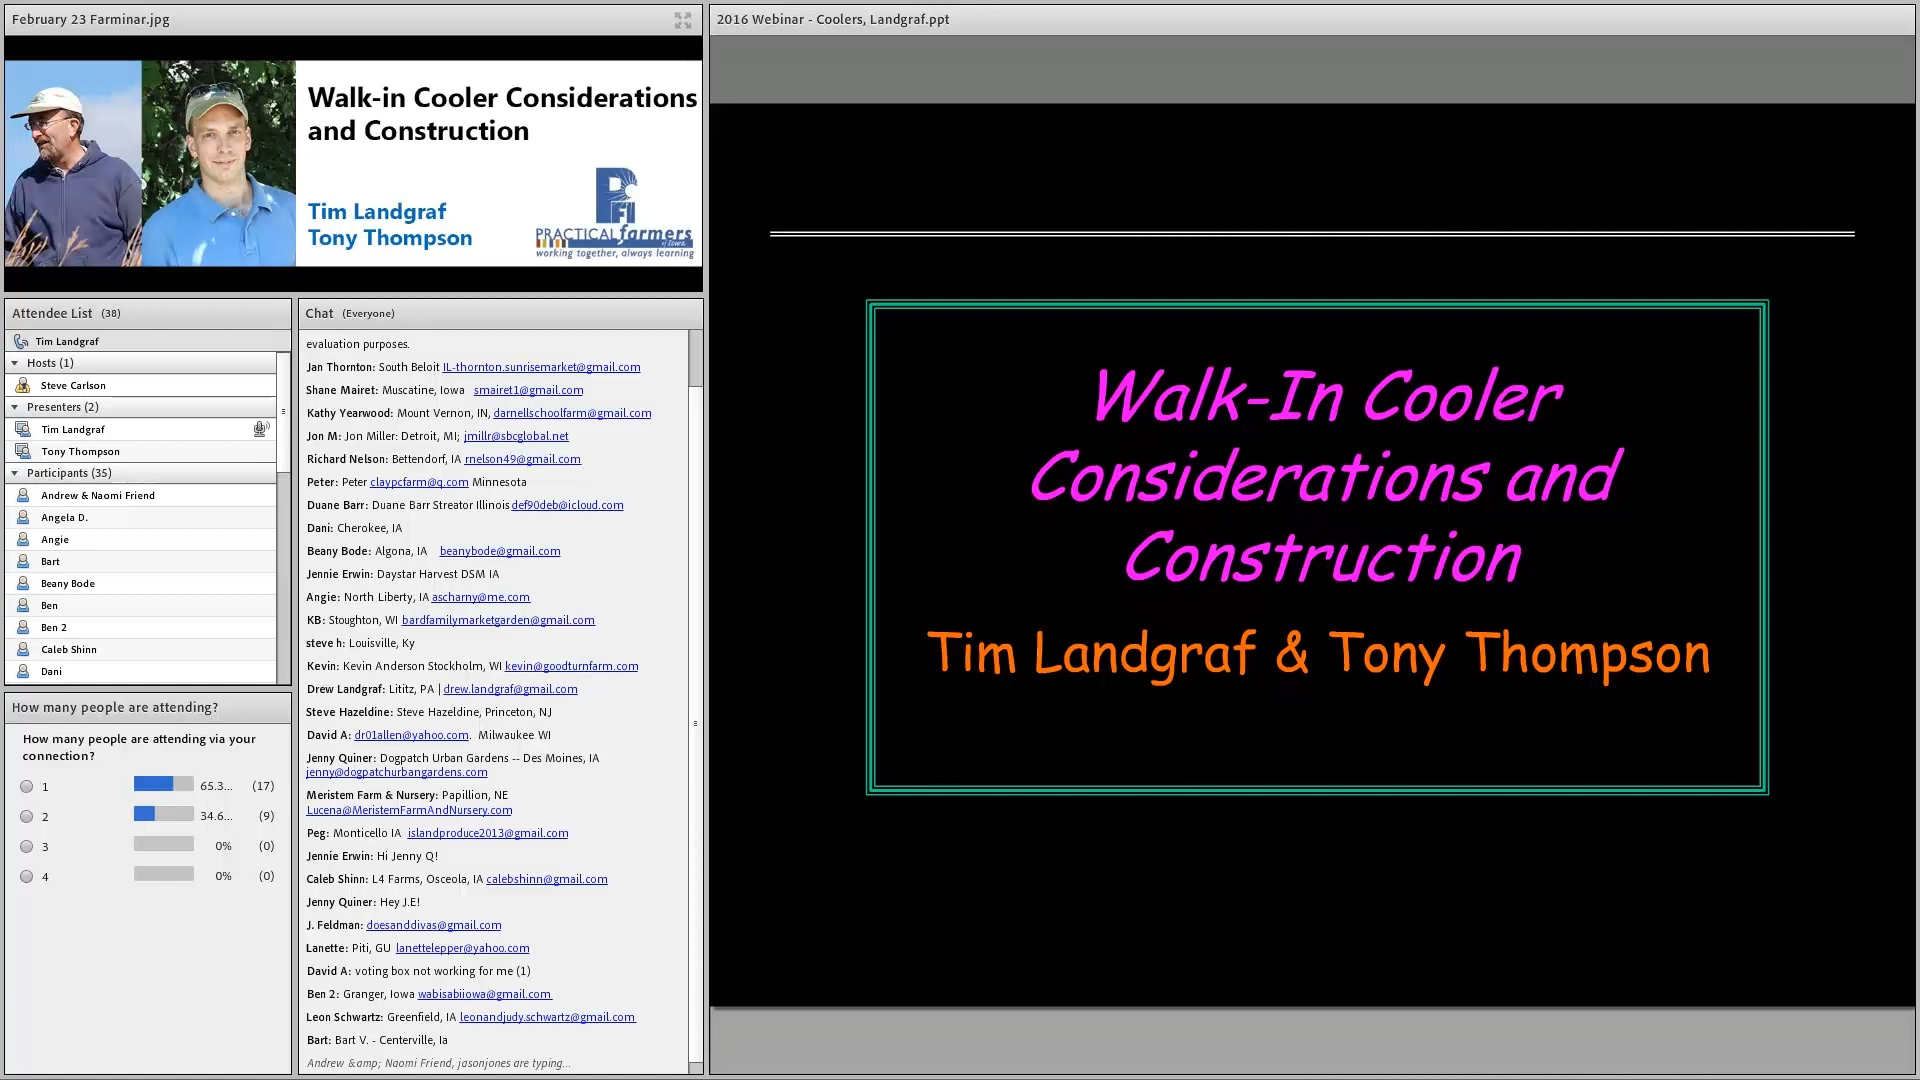 February 23 Farminar.jpg
Walk-in Cooler Considerations
and Construction
Tim Landgraf
Tony Thompson
PFI
PRACTICAL farmers
of Iowa
working together, always learning
Attendee List (38)
Tim Landgraf
Hosts (1)
Steve Carlson
Presenters (2)
Tim Landgraf
Tony Thompson
Participants (35)
Andrew & Naomi Friend
Angela D.
Angie
Bart
Beany Bode
Ben
Ben 2
Caleb Shinn
Dani
How many people are attending?
How many people are attending via your
connection?
1 65.3... (17)
2 34.6... (9)
3 0% (0)
4 0% (0)
Chat (Everyone)
evaluation purposes.
Jan Thornton: South Beloit IL-thornton.sunrisemarket@gmail.com
Shane Mairet: Muscatine, Iowa smairet1@gmail.com
Kathy Yearwood: Mount Vernon, IN, darnellschoolfarm@gmail.com
Jon M: Jon Miller: Detroit, MI; jmillr@sbcglobal.net
Richard Nelson: Bettendorf, IA rnelson49@gmail.com
Peter: Peter claypcfarm@q.com Minnesota
Duane Barr: Duane Barr Streator Illinois def90deb@icloud.com
Dani: Cherokee, IA
Beany Bode: Algona, IA beanybode@gmail.com
Jennie Erwin: Daystar Harvest DSM IA
Angie: North Liberty, IA ascharny@me.com
KB: Stoughton, WI bardfamilymarketgarden@gmail.com
steve h: Louisville, Ky
Kevin: Kevin Anderson Stockholm, WI kevin@goodturnfarm.com
Drew Landgraf: Lititz, PA | drew.landgraf@gmail.com
Steve Hazeldine: Steve Hazeldine, Princeton, NJ
David A: dr01allen@yahoo.com. Milwaukee WI
Jenny Quiner: Dogpatch Urban Gardens -- Des Moines, IA
jenny@dogpatchurbangardens.com
Meristem Farm & Nursery: Papillion, NE
Lucena@MeristemFarmAndNursery.com
Peg: Monticello IA islandproduce2013@gmail.com
Jennie Erwin: Hi Jenny Q!
Caleb Shinn: L4 Farms, Osceola, IA calebshinn@gmail.com
Jenny Quiner: Hey J.E!
J. Feldman: doesanddivas@gmail.com
Lanette: Piti, GU lanettelepper@yahoo.com
David A: voting box not working for me (1)
Ben 2: Granger, Iowa wabisabiiowa@gmail.com
Leon Schwartz: Greenfield, IA leonandjudy.schwartz@gmail.com
Bart: Bart V. - Centerville, Ia
Andrew &amp; Naomi Friend, jasonjones are typing...
2016 Webinar - Coolers, Landgraf.ppt
Walk-In Cooler
Considerations and
Construction
Tim Landgraf & Tony Thompson